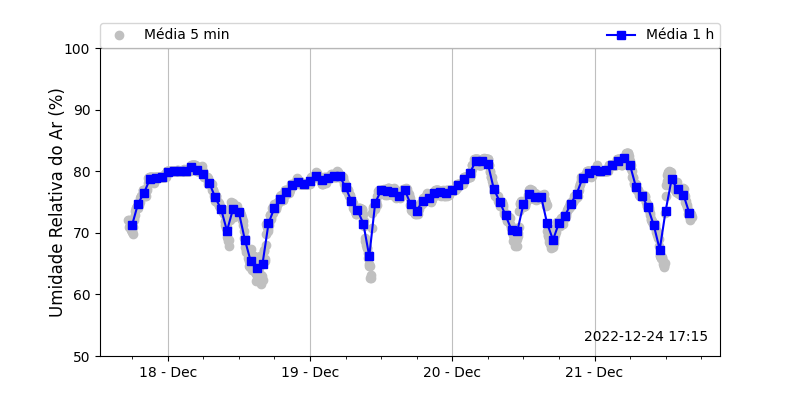 Média 5 min
Média 1 h
Umidade Relativa do Ar (%)
100
90
80
70
60
50
2022-12-24 17:15
18 - Dec
19 - Dec
20 - Dec
21 - Dec